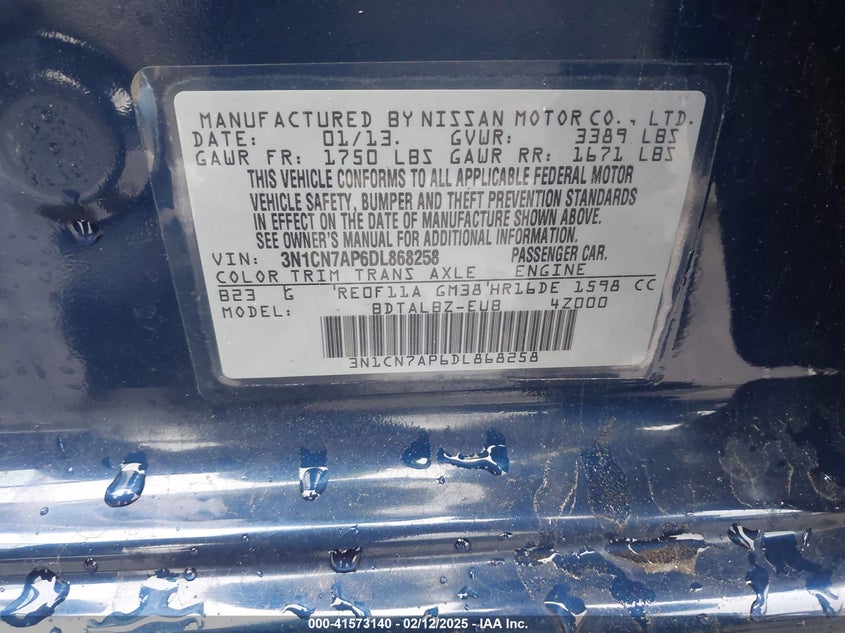 MANUFACTURED BY NISSAN MOTOR CO., LTD.
DATE: 01/13. GVWR: 3389 LBS
GAWR FR: 1750 LBS GAWR RR: 1671 LBS
THIS VEHICLE CONFORMS TO ALL APPLICABLE FEDERAL MOTOR
VEHICLE SAFETY, BUMPER AND THEFT PREVENTION STANDARDS
IN EFFECT ON THE DATE OF MANUFACTURE SHOWN ABOVE.
SEE OWNER'S MANUAL FOR ADDITIONAL INFORMATION.
VIN: 3N1CN7AP6DL868258 PASSENGER CAR.
COLOR TRIM TRANS AXLE ENGINE
B23 G 'RE0F11A GM38'HR16DE 1598 CC
MODEL: BDTALBZ-EUB 4Z000
3N1CN7AP6DL868258
000-41573140 - 02/12/2025 - IAA Inc.